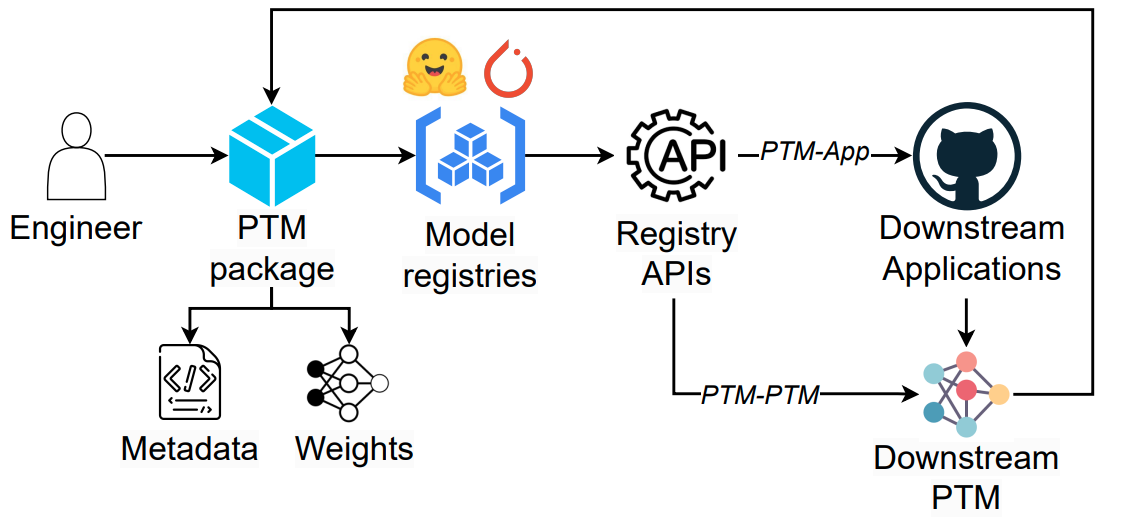 Engineer
PTM
package
Model
registries
API
Registry
APIs
PTM-App
Downstream
Applications
</>
</>
Metadata
Weights
PTM-PTM
Downstream
PTM